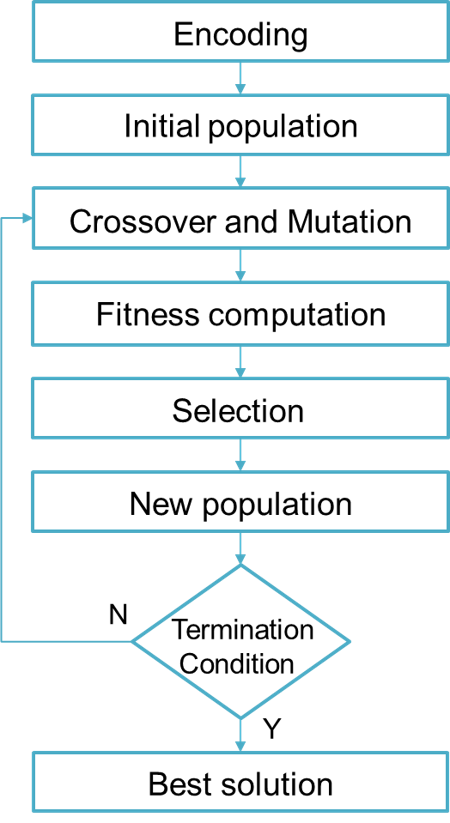 Encoding
Initial population
Crossover and Mutation
Fitness computation
Selection
New population
N
Termination
Condition
Y
Best solution